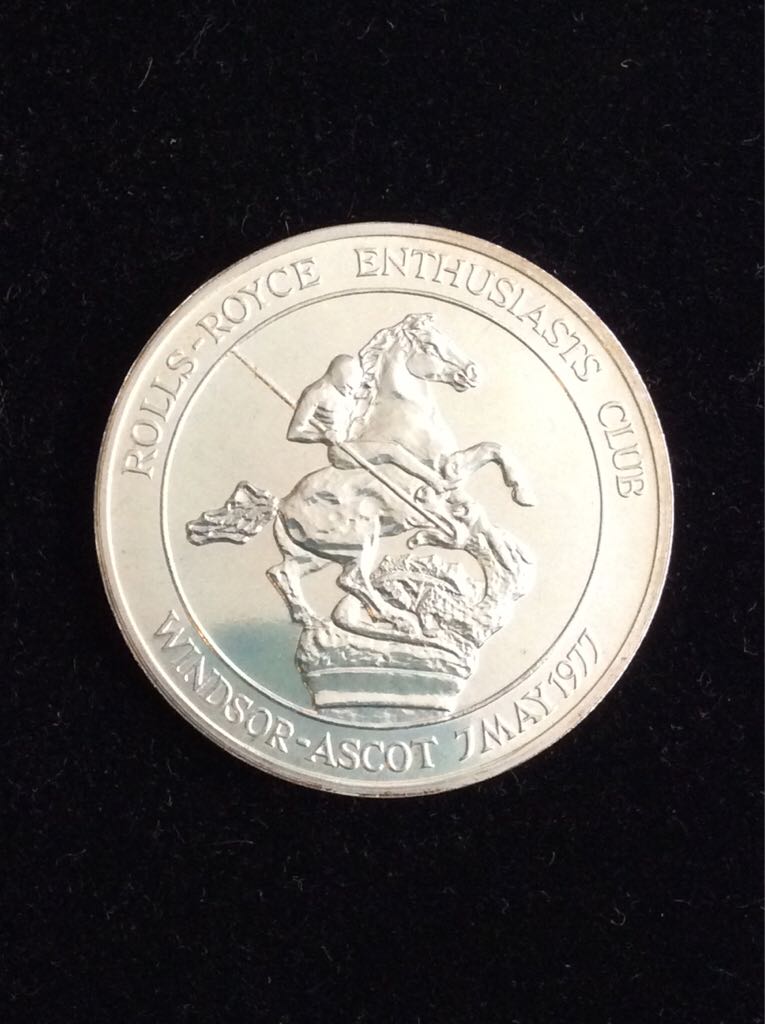 ROLLS-ROYCE ENTHUSIASTS CLUB
WINDSOR-ASCOT 7 MAY 1977